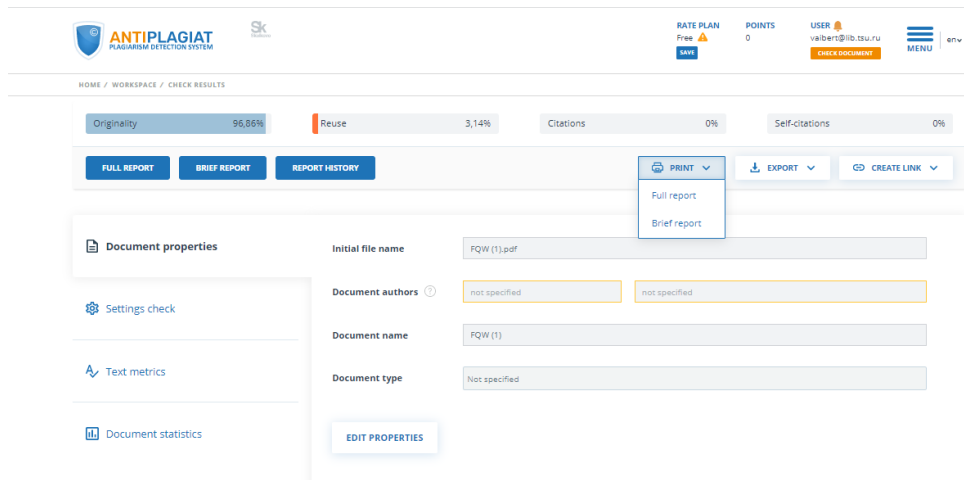 ANTIPLAGIAT
PLAGIARISM DETECTION SYSTEM
Sk
RATE PLAN
Free
SAVE
POINTS
0
USER
vaibert@lib.tsu.ru
CHECK DOCUMENT
MENU
en
HOME / WORKSPACE / CHECK RESULTS
Originality 96,86%
Reuse 3,14%
Citations 0%
Self-citations 0%
FULL REPORT
BRIEF REPORT
REPORT HISTORY
PRINT
EXPORT
CREATE LINK
Full report
Brief report
Document properties
Settings check
Text metrics
Document statistics
Initial file name FQW (1).pdf
Document authors ? not specified not specified
Document name FQW (1)
Document type Not specified
EDIT PROPERTIES